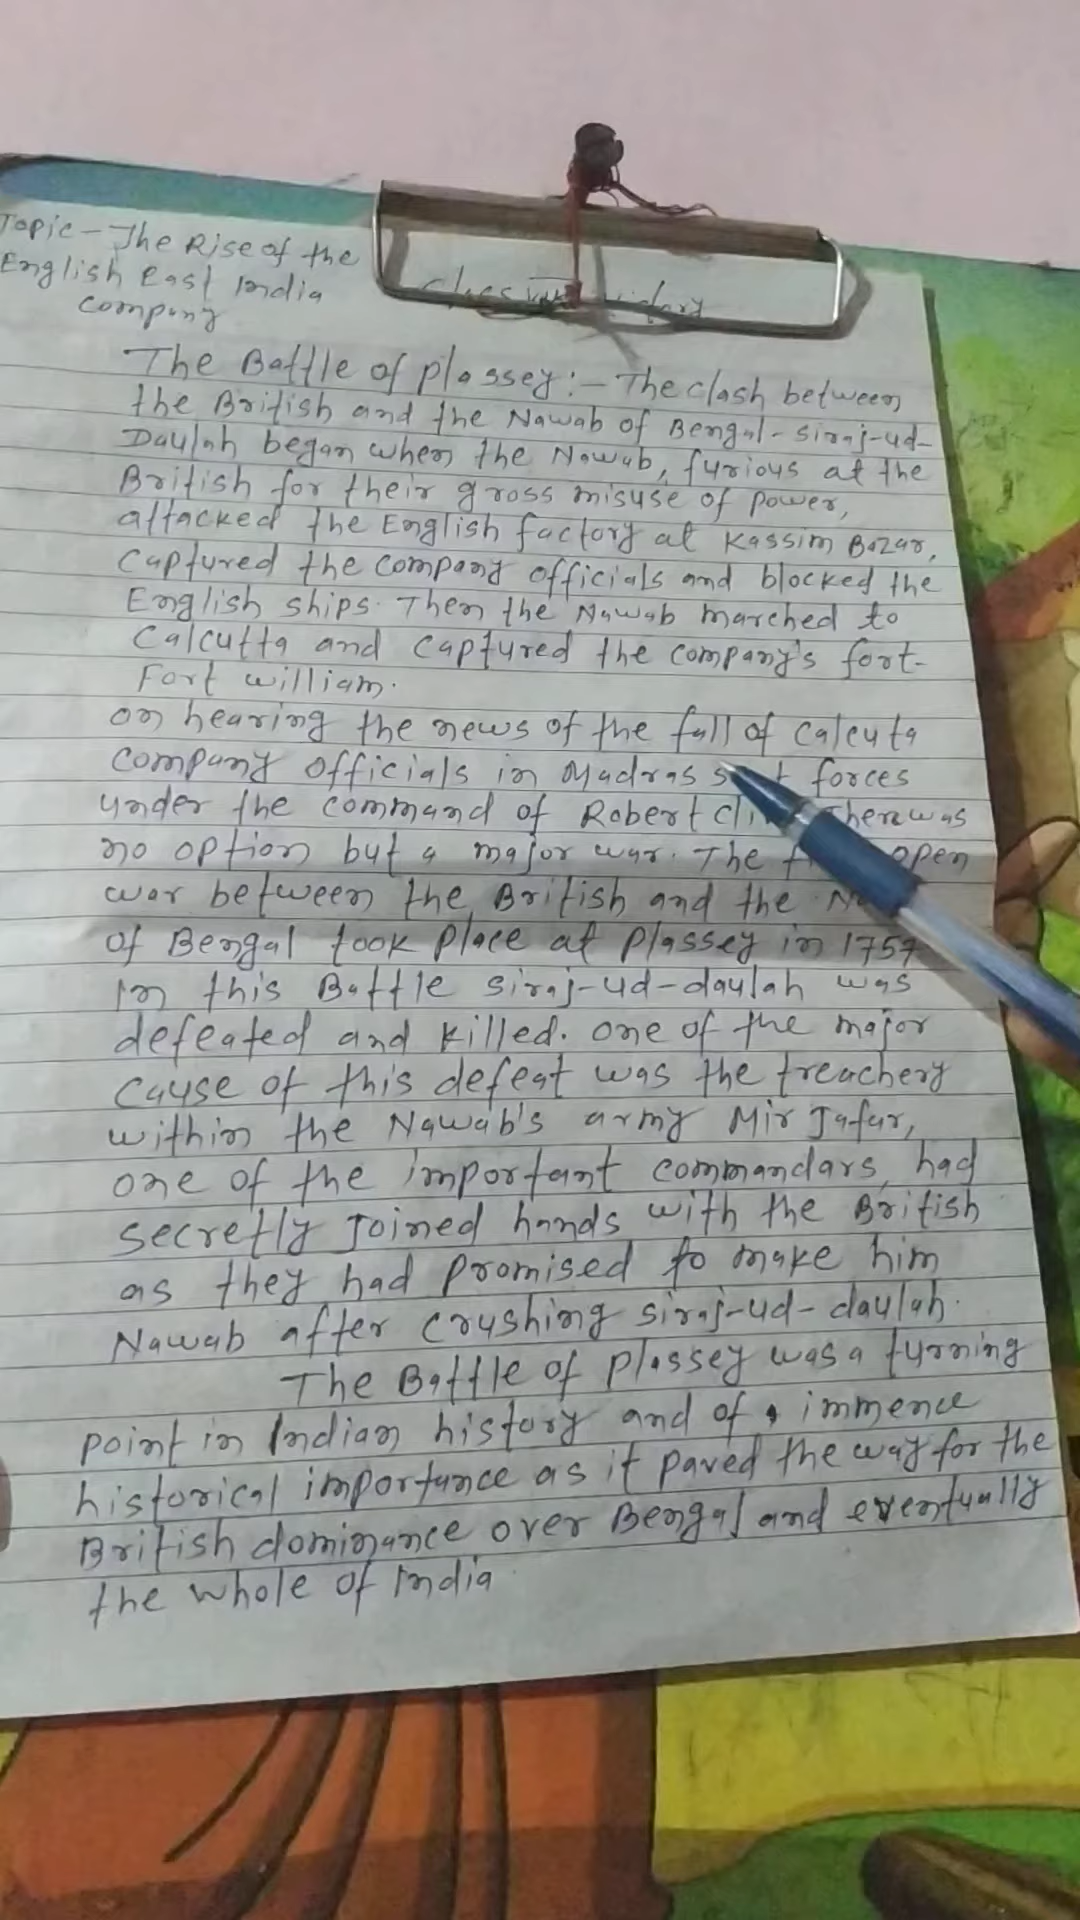 Topic - The Rise of the
English East India
Company
The Battle of plassey :- The clash between
the British and the Nawab of Bengal - siraj-ud-
Daulah began when the Nawab, furious at the
British for their gross misuse of power,
attacked the English factory at Kassim Bazar,
Captured the company officials and blocked the
English ships. Then the Nawab marched to
Calcutta and captured the company's fort-
Fort william.
on hearing the news of the fall of calcuta
company officials in Madras forces
under the command of Robert There was
no option but a major war. The open
war between the British and the
of Bengal took place at plassey in 1757
In this Battle siraj-ud-daulah was
defeated and killed. one of the major
cause of this defeat was the treachery
within the Nawab's army Mir Jafar,
one of the important commandars, had
secretly Joined hands with the British
as they had promised to make him
Nawab after crushing siraj-ud-daulah.
The Battle of plassey was a turning
point in Indian history and of immence
historical importance as it paved the way for the
British dominance over Bengal and eventually
the whole of India